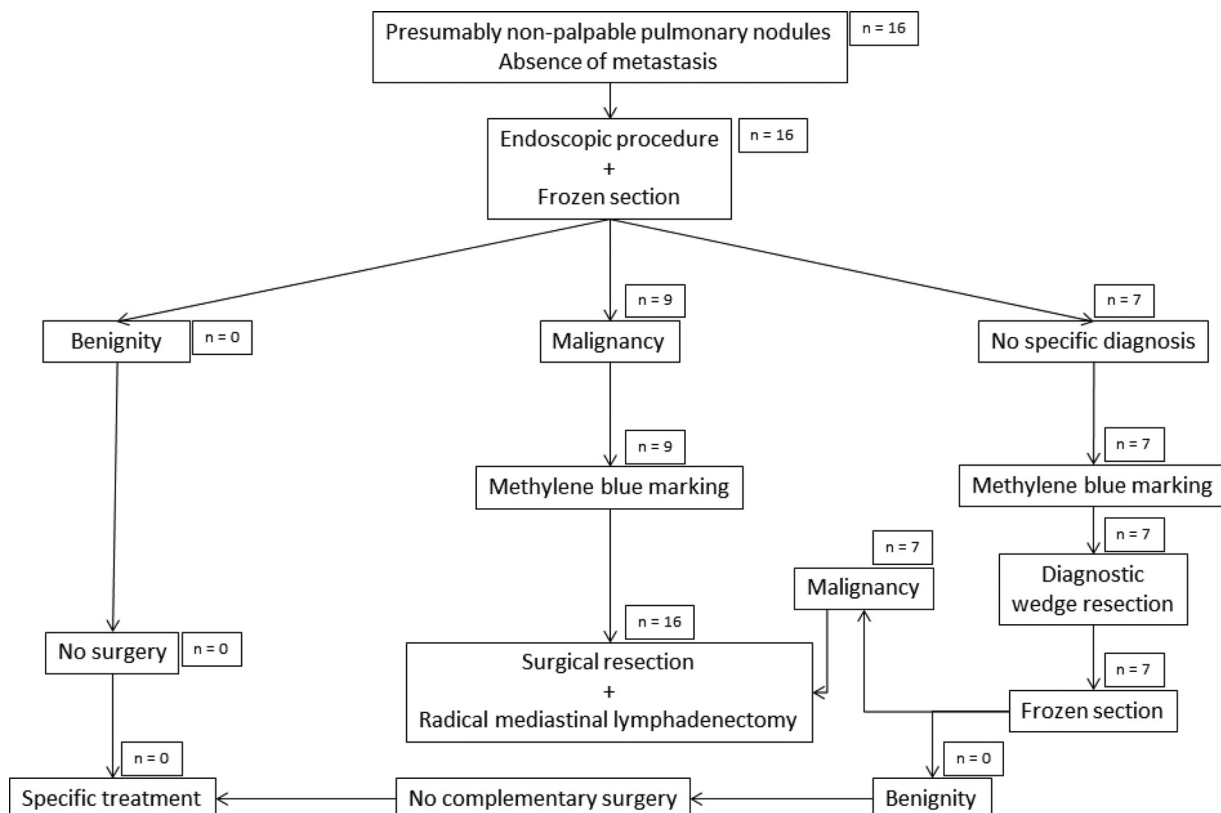 Presumably non-palpable pulmonary nodules
Absence of metastasis
n = 16
Endoscopic procedure
+
Frozen section
n = 16
Benignity
n = 0
n = 9
Malignancy
n = 7
No specific diagnosis
n = 9
Methylene blue marking
n = 7
Methylene blue marking
n = 7
Diagnostic
wedge resection
n = 7
Malignancy
No surgery
n = 0
n = 16
Surgical resection
+
Radical mediastinal lymphadenectomy
n = 7
Frozen section
n = 0
Specific treatment
No complementary surgery
n = 0
Benignity